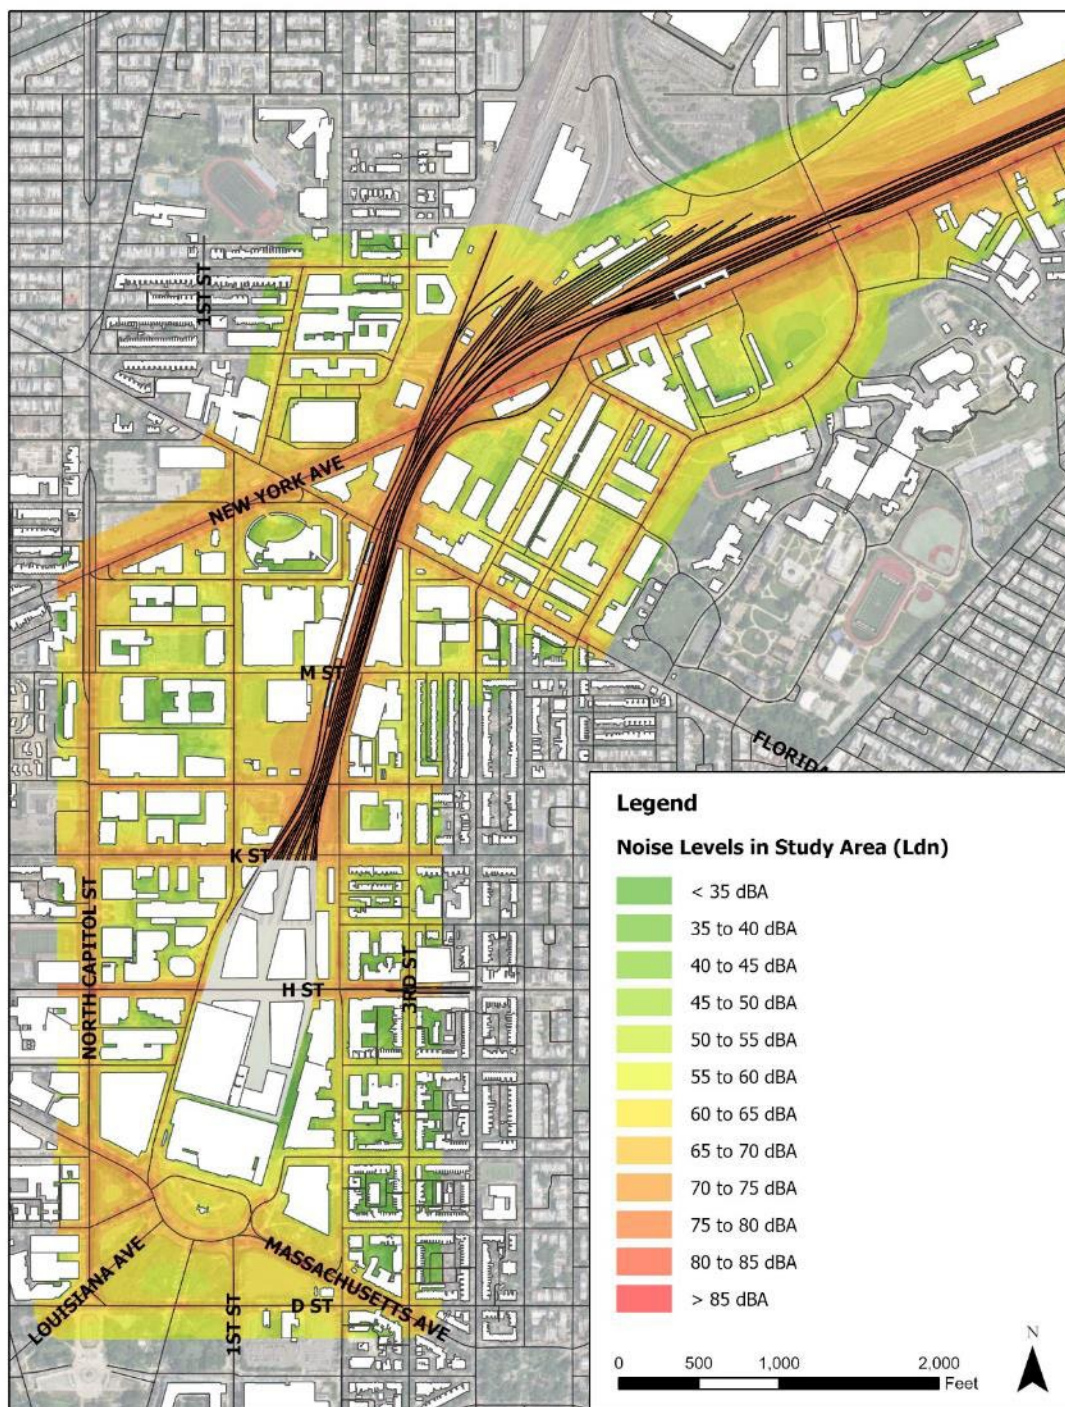 1ST ST
NEW YORK AVE
M ST
FLORIDA
K ST
NORTH CAPITOL ST
3RD ST
H ST
LOUISIANA AVE
MASSACHUSETTS AVE
1ST ST
D ST
Legend
Noise Levels in Study Area (Ldn)
< 35 dBA
35 to 40 dBA
40 to 45 dBA
45 to 50 dBA
50 to 55 dBA
55 to 60 dBA
60 to 65 dBA
65 to 70 dBA
70 to 75 dBA
75 to 80 dBA
80 to 85 dBA
> 85 dBA
N
0 500 1,000 2,000
Feet